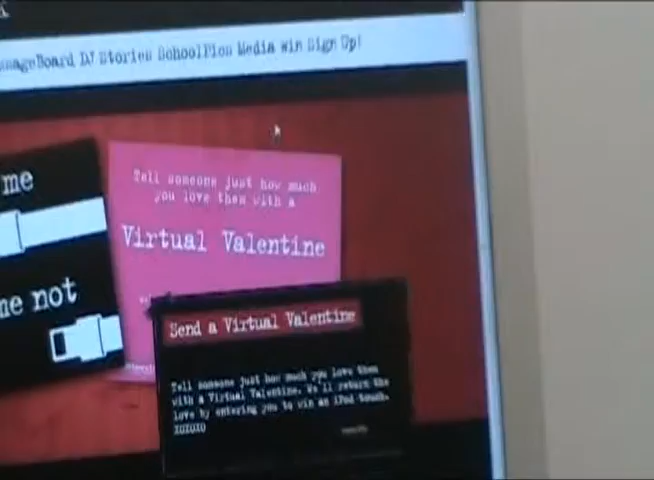 DJ Stories SchoolPics Media Win Sign Up!
me
me not
Tell someone just how much
you love them with a
Virtual Valentine
Send a Virtual Valentine
Tell someone just how much you love them
with a Virtual Valentine. We'll return the
love by entering you to win an iPod touch.
XOXOXO